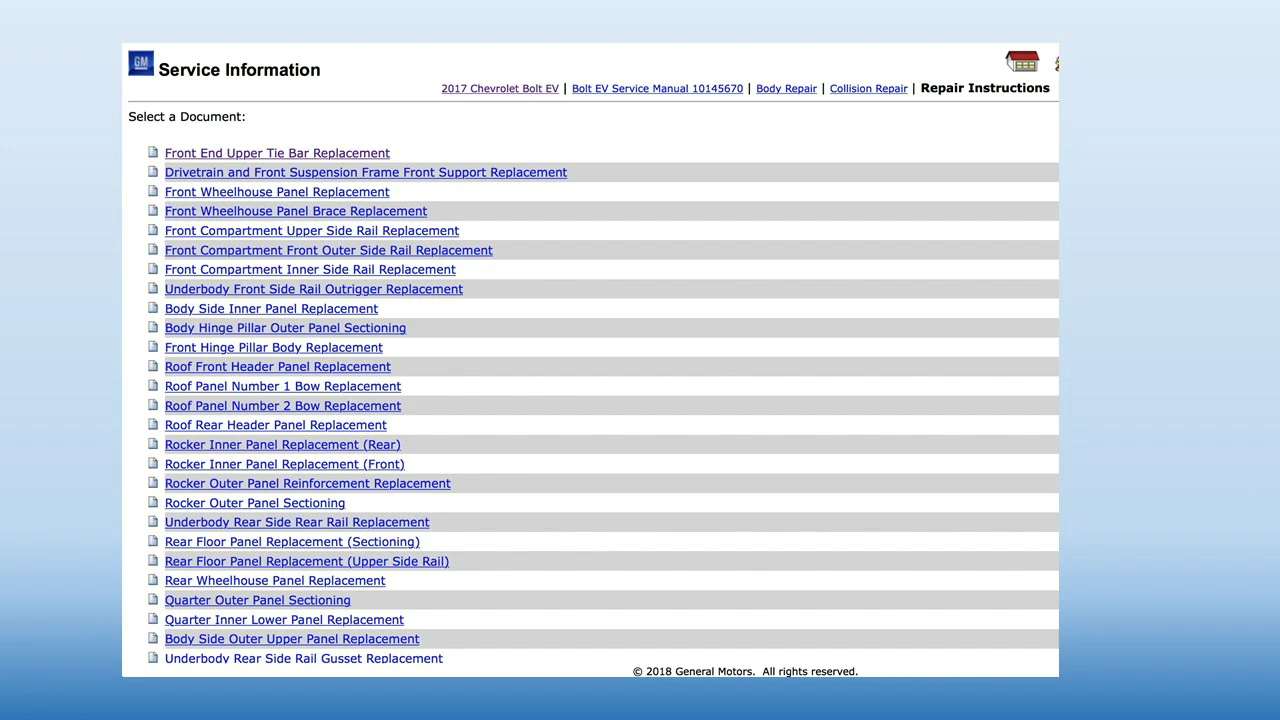 GM
Service Information
2017 Chevrolet Bolt EV | Bolt EV Service Manual 10145670 | Body Repair | Collision Repair | Repair Instructions
Select a Document:
Front End Upper Tie Bar Replacement
Drivetrain and Front Suspension Frame Front Support Replacement
Front Wheelhouse Panel Replacement
Front Wheelhouse Panel Brace Replacement
Front Compartment Upper Side Rail Replacement
Front Compartment Front Outer Side Rail Replacement
Front Compartment Inner Side Rail Replacement
Underbody Front Side Rail Outrigger Replacement
Body Side Inner Panel Replacement
Body Hinge Pillar Outer Panel Sectioning
Front Hinge Pillar Body Replacement
Roof Front Header Panel Replacement
Roof Panel Number 1 Bow Replacement
Roof Panel Number 2 Bow Replacement
Roof Rear Header Panel Replacement
Rocker Inner Panel Replacement (Rear)
Rocker Inner Panel Replacement (Front)
Rocker Outer Panel Reinforcement Replacement
Rocker Outer Panel Sectioning
Underbody Rear Side Rear Rail Replacement
Rear Floor Panel Replacement (Sectioning)
Rear Floor Panel Replacement (Upper Side Rail)
Rear Wheelhouse Panel Replacement
Quarter Outer Panel Sectioning
Quarter Inner Lower Panel Replacement
Body Side Outer Upper Panel Replacement
Underbody Rear Side Rail Gusset Replacement
© 2018 General Motors. All rights reserved.